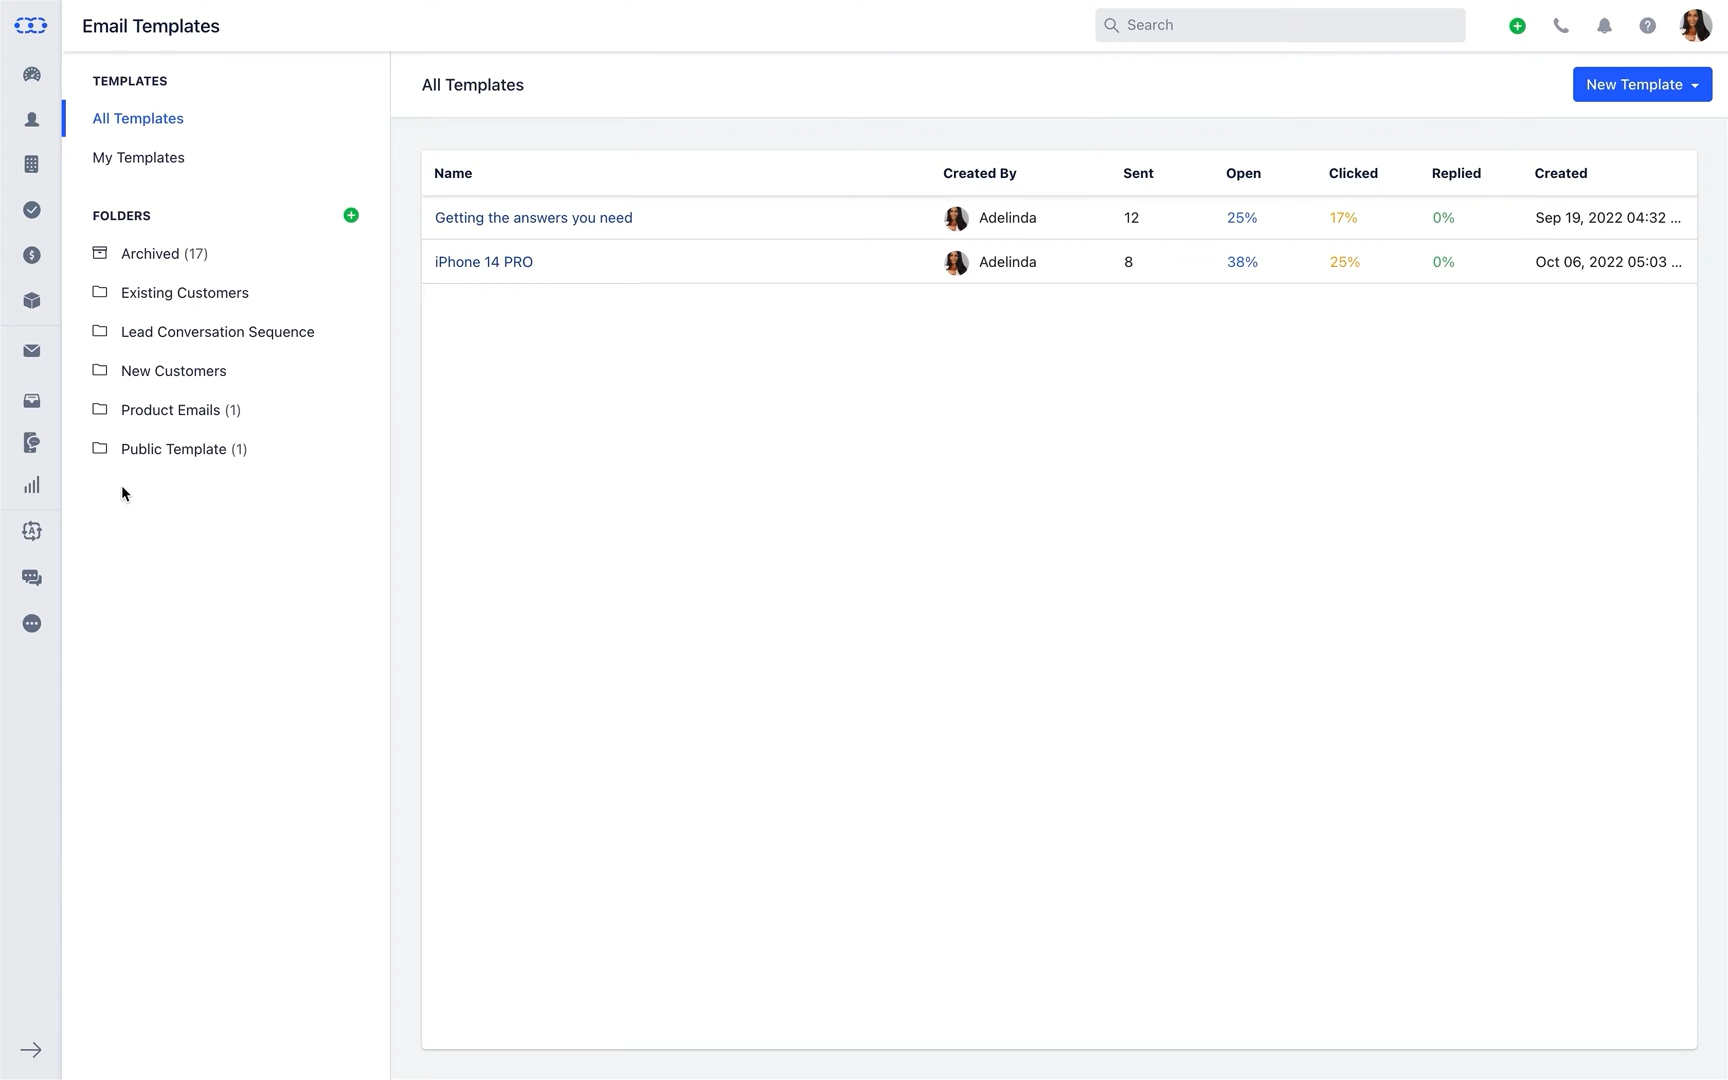 Email Templates
Search
TEMPLATES
All Templates
My Templates
FOLDERS
Archived (17)
Existing Customers
Lead Conversation Sequence
New Customers
Product Emails (1)
Public Template (1)
All Templates
New Template
Name Created By Sent Open Clicked Replied Created
Getting the answers you need Adelinda 12 25% 17% 0% Sep 19, 2022 04:32 ...
iPhone 14 PRO Adelinda 8 38% 25% 0% Oct 06, 2022 05:03 ...